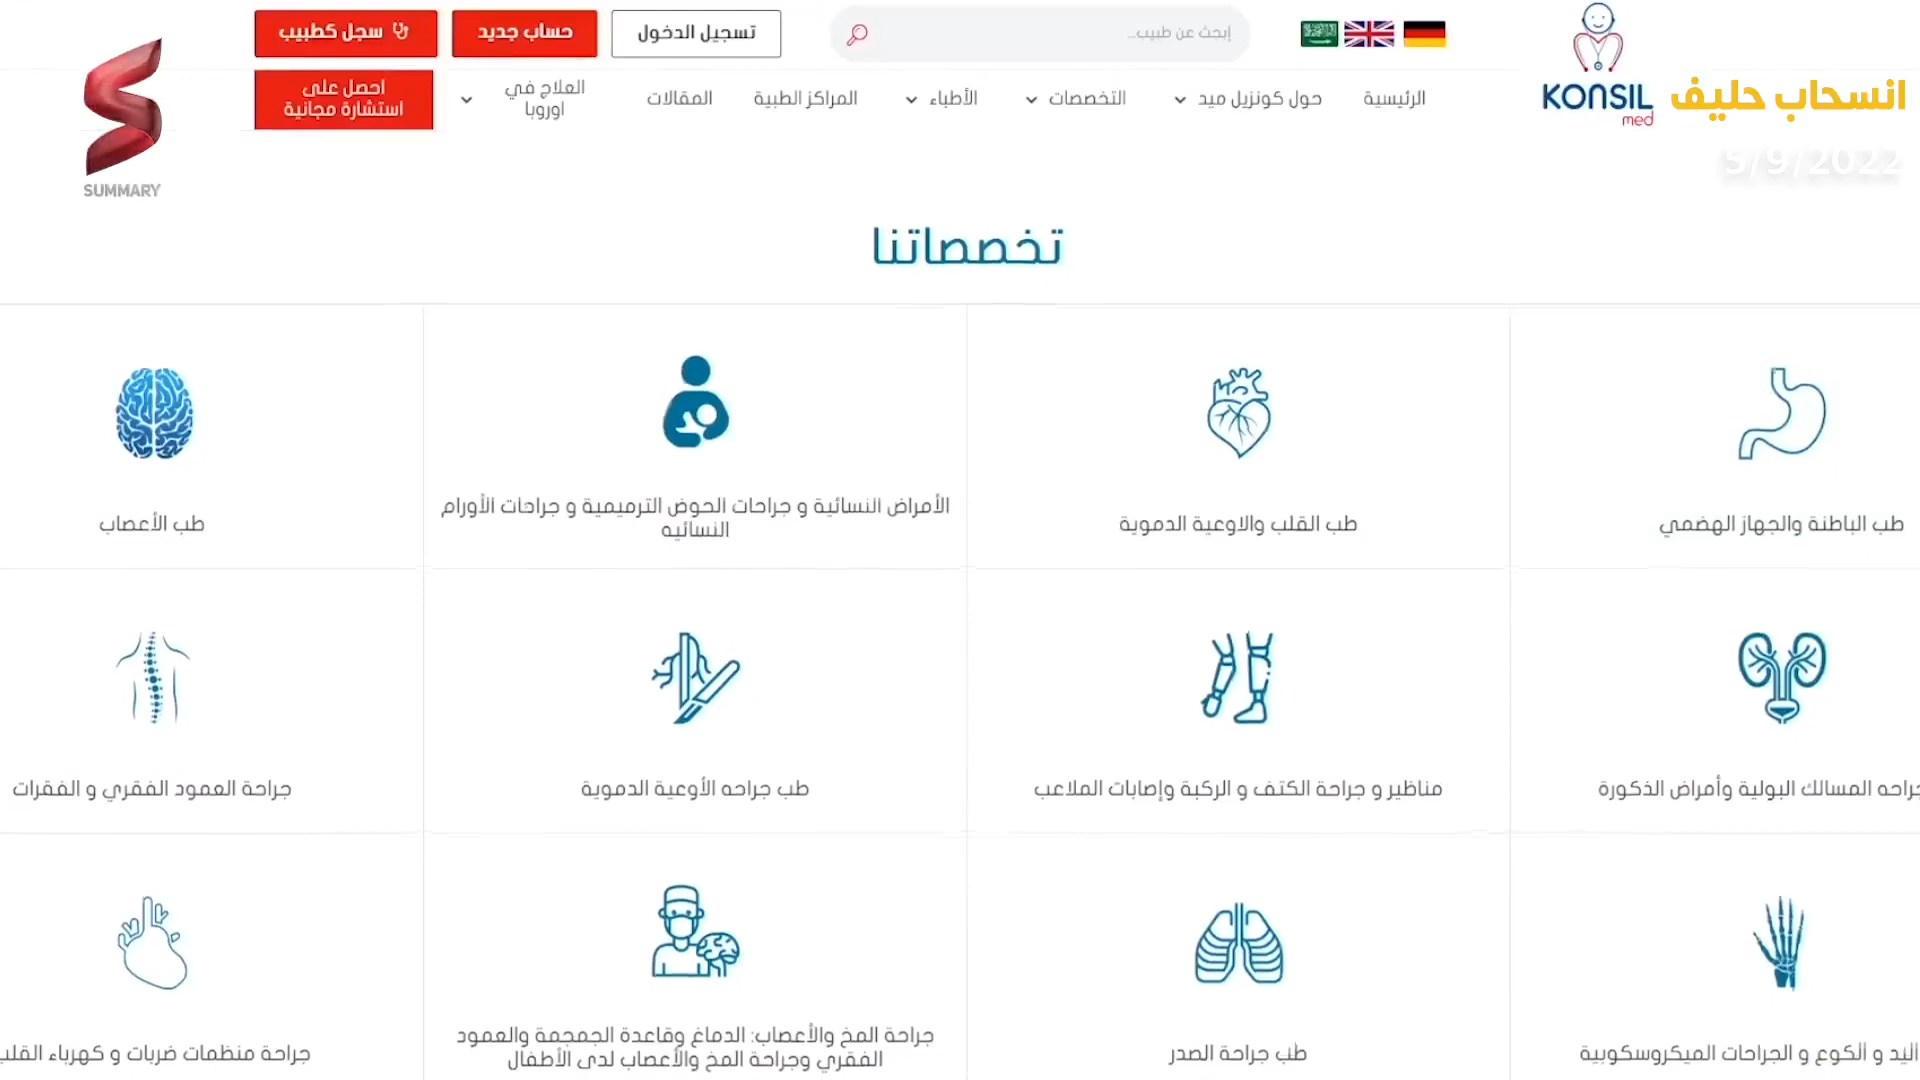 سجل كطبيب
حساب جديد
تسجيل الدخول
إبحث عن طبيب...
KONSIL
med
انسحاب حليف
5/9/2022
SUMMARY
الرئيسية
حول كونزيل ميد
التخصصات
الأطباء
المراكز الطبية
المقالات
العلاج في
اوروبا
احصل على
استشارة مجانية
تخصصاتنا
طب الباطنة والجهاز الهضمي
طب القلب والاوعية الدموية
الأمراض النسائية و جراحات الحوض الترميمية و جراحات الأورام
النسائيه
طب الأعصاب
جراحه المسالك البولية وأمراض الذكورة
مناظير و جراحة الكتف و الركبة وإصابات الملاعب
طب جراحه الأوعية الدموية
جراحة العمود الفقري و الفقرات
اليد و الكوع و الجراحات الميكروسكوبية
طب جراحة الصدر
جراحة المخ والأعصاب: الدماغ وقاعدة الجمجمة والعمود
الفقري وجراحة المخ والأعصاب لدى الأطفال
جراحة منظمات ضربات و كهرباء القلب